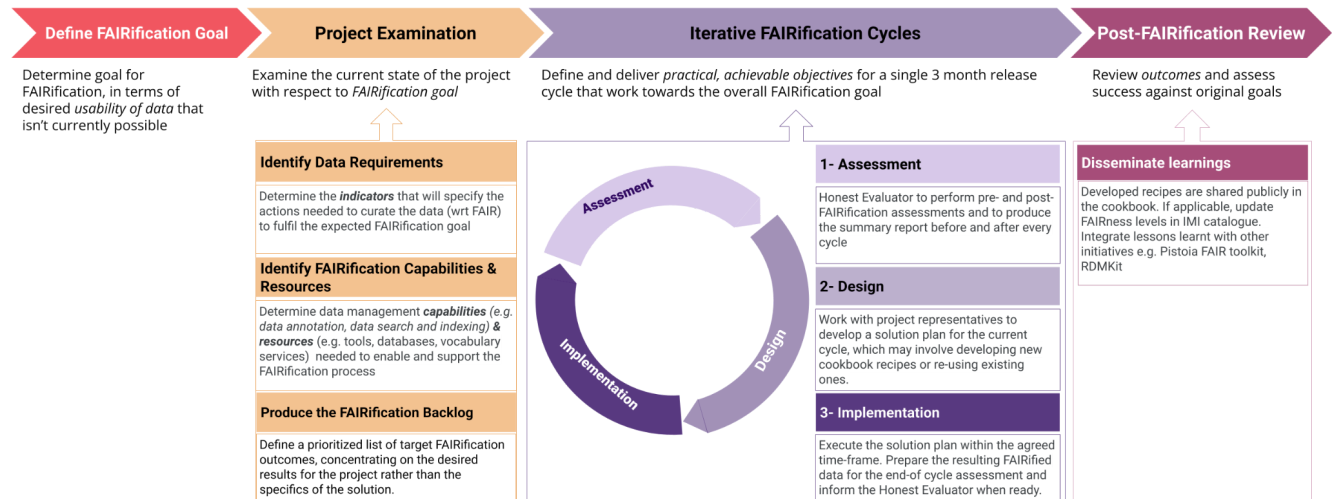 Define FAIRification Goal
Project Examination
Iterative FAIRification Cycles
Post-FAIRification Review
Determine goal for
FAIRification, in terms of
desired usability of data that
isn't currently possible
Examine the current state of the project
with respect to FAIRification goal
Define and deliver practical, achievable objectives for a single 3 month release
cycle that work towards the overall FAIRification goal
Review outcomes and assess
success against original goals
Identify Data Requirements
Determine the indicators that will specify the
actions needed to curate the data (wrt FAIR)
to fulfil the expected FAIRification goal
Identify FAIRification Capabilities &
Resources
Determine data management capabilities (e.g.
data annotation, data search and indexing) &
resources (e.g. tools, databases, vocabulary
services) needed to enable and support the
FAIRification process
Produce the FAIRification Backlog
Define a prioritized list of target FAIRification
outcomes, concentrating on the desired
results for the project rather than the
specifics of the solution.
Assessment
Design
Implementation
1- Assessment
Honest Evaluator to perform pre- and post-
FAIRification assessments and to produce
the summary report before and after every
cycle
2- Design
Work with project representatives to
develop a solution plan for the current
cycle, which may involve developing new
cookbook recipes or re-using existing
ones.
3- Implementation
Execute the solution plan within the agreed
time-frame. Prepare the resulting FAIRified
data for the end-of cycle assessment and
inform the Honest Evaluator when ready.
Disseminate learnings
Developed recipes are shared publicly in
the cookbook. If applicable, update
FAIRness levels in IMI catalogue.
Integrate lessons learnt with other
initiatives e.g. Pistoia FAIR toolkit,
RDMKit